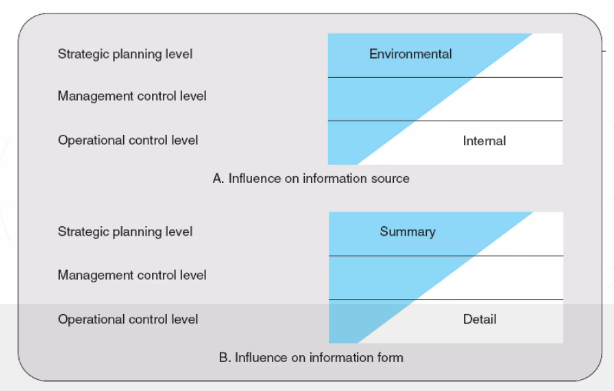 Strategic planning level
Environmental
Management control level
Operational control level
Internal
A. Influence on information source
Strategic planning level
Summary
Management control level
Operational control level
Detail
B. Influence on information form